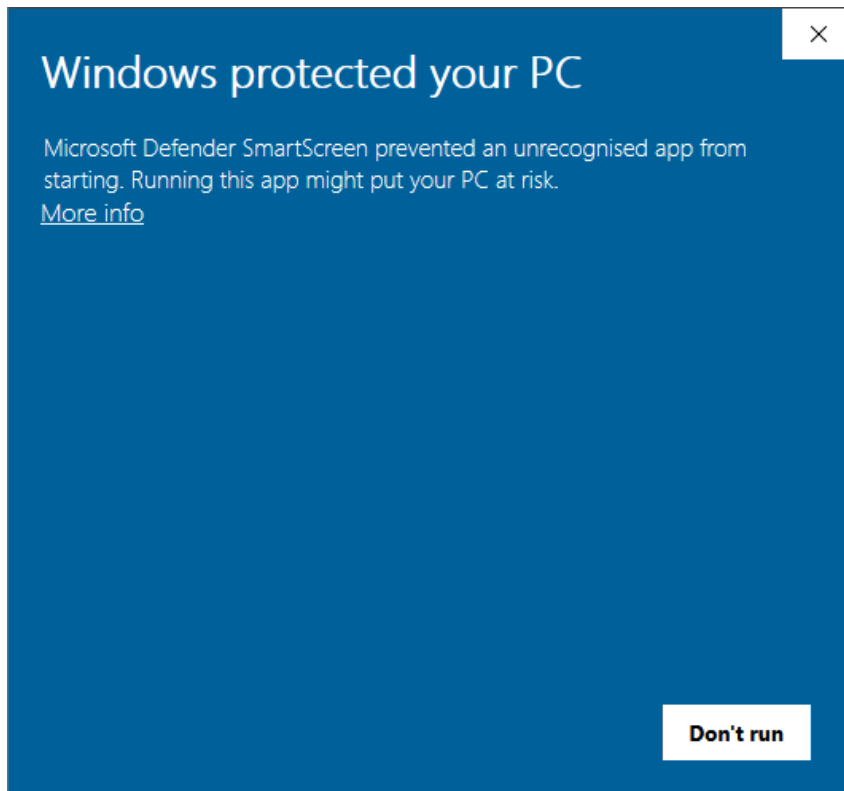 Windows protected your PC
Microsoft Defender SmartScreen prevented an unrecognised app from
starting. Running this app might put your PC at risk.
More info
Don't run